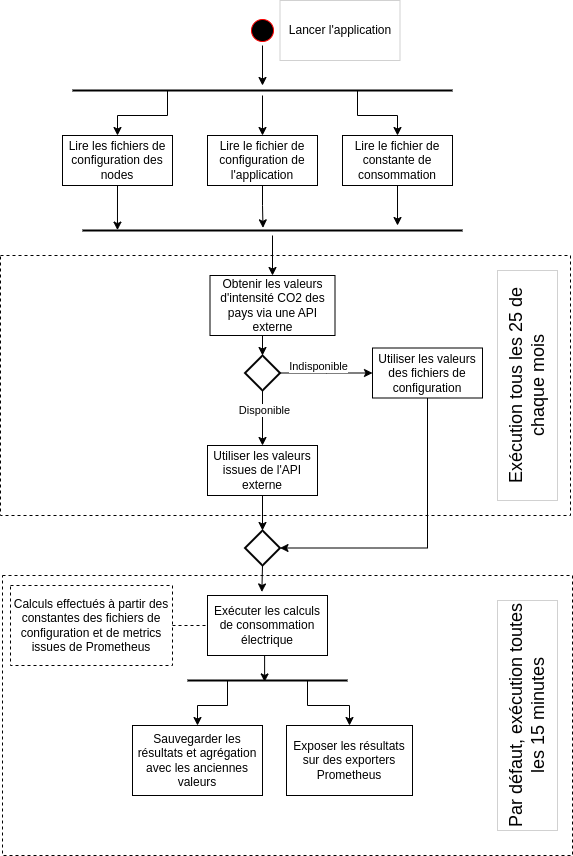 Lancer l'application
Lire les fichiers de
configuration des
nodes
Lire le fichier de
configuration de
l'application
Lire le fichier de
constante de
consommation
Obtenir les valeurs
d'intensité CO2 des
pays via une API
externe
Indisponible
Utiliser les valeurs
des fichiers de
configuration
Disponible
Utiliser les valeurs
issues de l'API
externe
Exécution tous les 25 de
chaque mois
Calculs effectués à partir des
constantes des fichiers de
configuration et de metrics
issues de Prometheus
Exécuter les calculs
de consommation
électrique
Sauvegarder les
résultats et agrégation
avec les anciennes
valeurs
Exposer les résultats
sur des exporters
Prometheus
Par défaut, exécution toutes
les 15 minutes